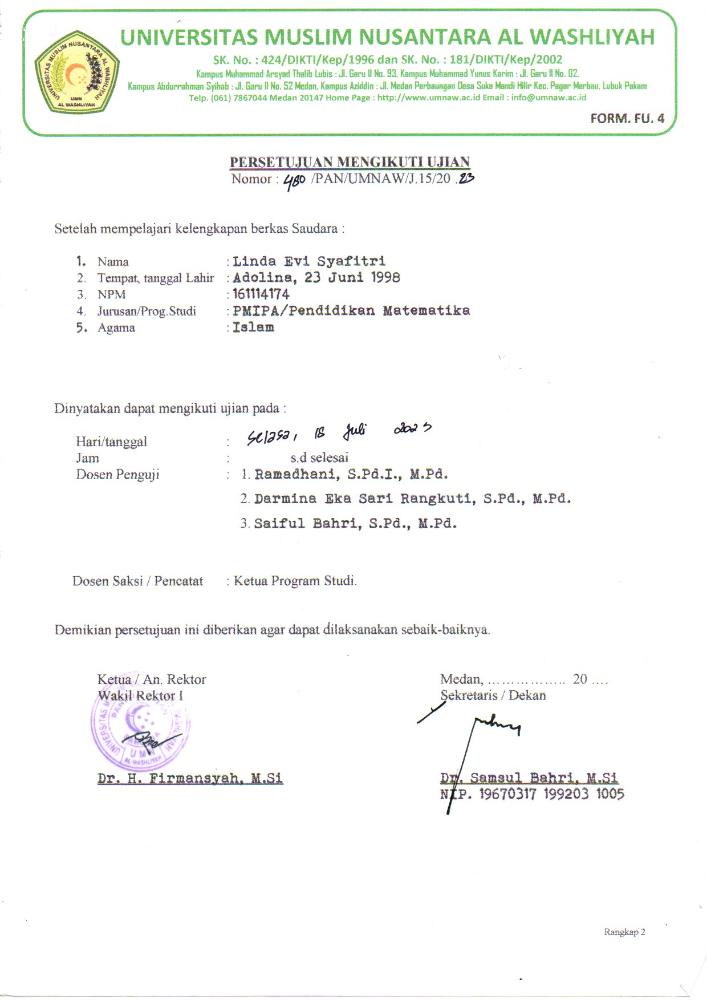 UNIVERSITAS MUSLIM NUSANTARA AL WASHLIYAH
SK. No. : 424/DIKTI/Kep/1996 dan SK. No. : 181/DIKTI/Kep/2002
Kampus Muhammad Arsyad Thalib Lubis : Jl. Garu II No. 93, Kampus Muhammad Yunus Karim : Jl. Garu II No. 02,
Kampus Abdurrahman Syihab : Jl. Garu II No. 52 Medan, Kampus Aziddin : Jl. Medan Perbaungan Desa Suka Mandi Hilir Kec. Pagar Merbau, Lubuk Pakam
Telp. (061) 7867044 Medan 20147 Home Page : http://www.umnaw.ac.id Email : info@umnaw.ac.id
UNIVERSITAS MUSLIM NUSANTARA AL WASHLIYAH
UMN
AL WASHLIYAH
FORM. FU. 4
PERSETUJUAN MENGIKUTI UJIAN
Nomor : 480 /PAN/UMNAW/J.15/20 .23
Setelah mempelajari kelengkapan berkas Saudara :
1. Nama : Linda Evi Syafitri
2. Tempat, tanggal Lahir : Adolina, 23 Juni 1998
3. NPM : 161114174
4. Jurusan/Prog.Studi : PMIPA/Pendidikan Matematika
5. Agama : Islam
Dinyatakan dapat mengikuti ujian pada :
Hari/tanggal : Selasa, 18 Juli 2023
Jam : s.d selesai
Dosen Penguji : 1. Ramadhani, S.Pd.I., M.Pd.
2. Darmina Eka Sari Rangkuti, S.Pd., M.Pd.
3. Saiful Bahri, S.Pd., M.Pd.
Dosen Saksi / Pencatat : Ketua Program Studi.
Demikian persetujuan ini diberikan agar dapat dilaksanakan sebaik-baiknya.
Ketua / An. Rektor Medan, ................ 20 ....
Wakil Rektor I Sekretaris / Dekan
UMN
AL-WASHLIYAH
Dr. H. Firmansyah, M.Si Dr. Samsul Bahri, M.Si
NIP. 19670317 199203 1005
Rangkap 2